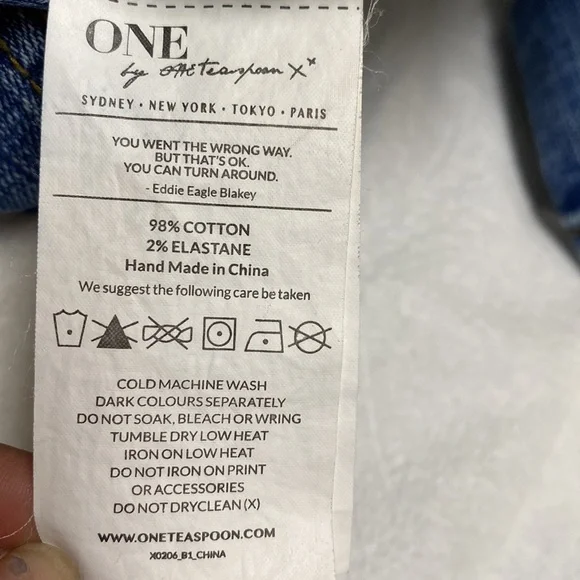 ONE
by oneteaspoon Xx
SYDNEY • NEW YORK • TOKYO • PARIS
YOU WENT THE WRONG WAY.
BUT THAT'S OK.
YOU CAN TURN AROUND.
- Eddie Eagle Blakey
98% COTTON
2% ELASTANE
Hand Made in China
We suggest the following care be taken
COLD MACHINE WASH
DARK COLOURS SEPARATELY
DO NOT SOAK, BLEACH OR WRING
TUMBLE DRY LOW HEAT
IRON ON LOW HEAT
DO NOT IRON ON PRINT
OR ACCESSORIES
DO NOT DRYCLEAN (X)
WWW.ONETEASPOON.COM
X0206_B1_CHINA